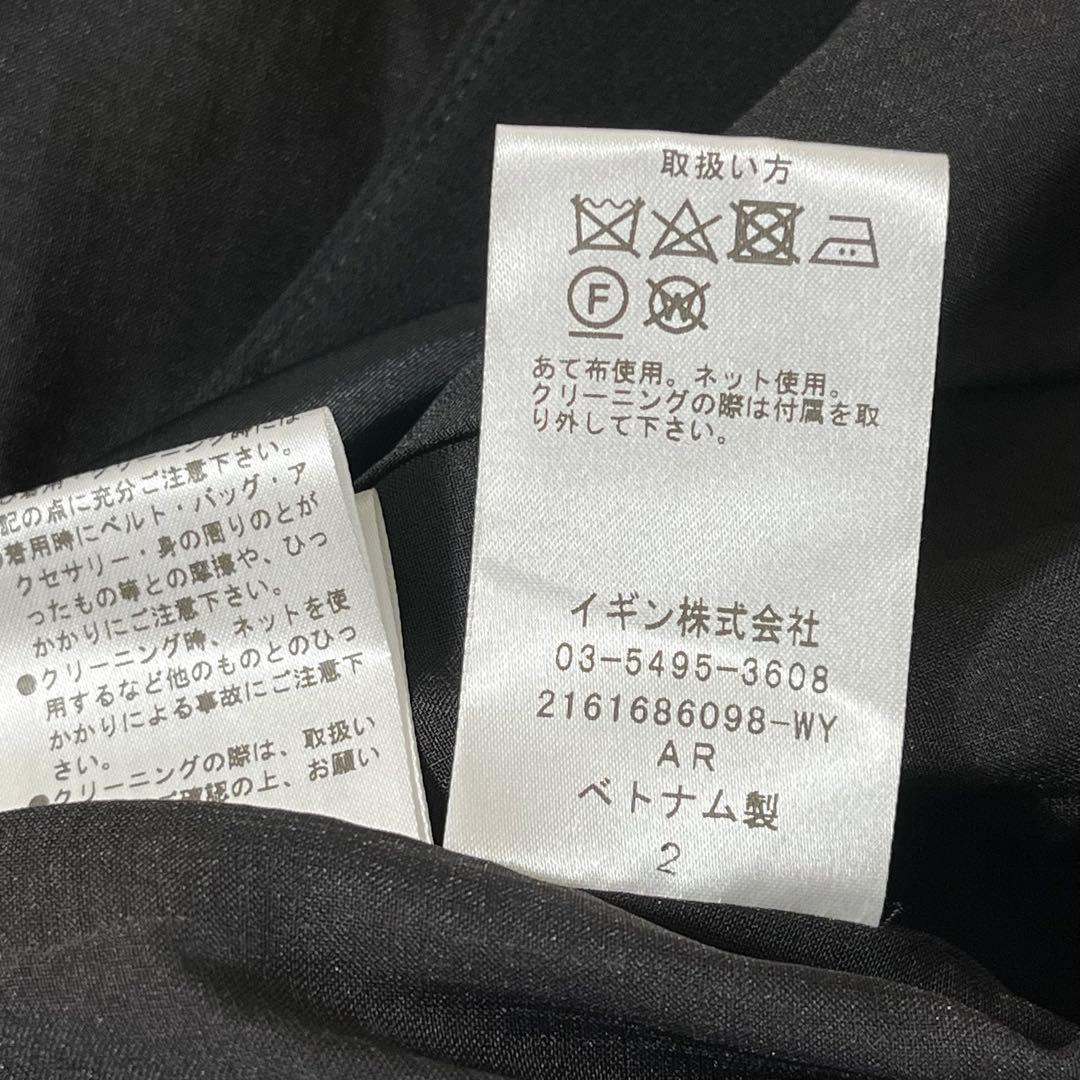 取扱い方
F W
あて布使用。ネット使用。
クリーニングの際は付属を取
り外して下さい。
イギン株式会社
03-5495-3608
2161686098-WY
AR
ベトナム製
2
記の点に充分ご注意下さい。
着用時にベルト・バッグ・ア
クセサリー・身の周りのとが
ったもの等との摩擦や、ひっ
かかりにご注意下さい。
●クリーニング時、ネットを使
用するなど他のものとのひっ
かかりによる事故にご注意下
さい。
●クリーニングの際は、取扱い
ご確認の上、お願い